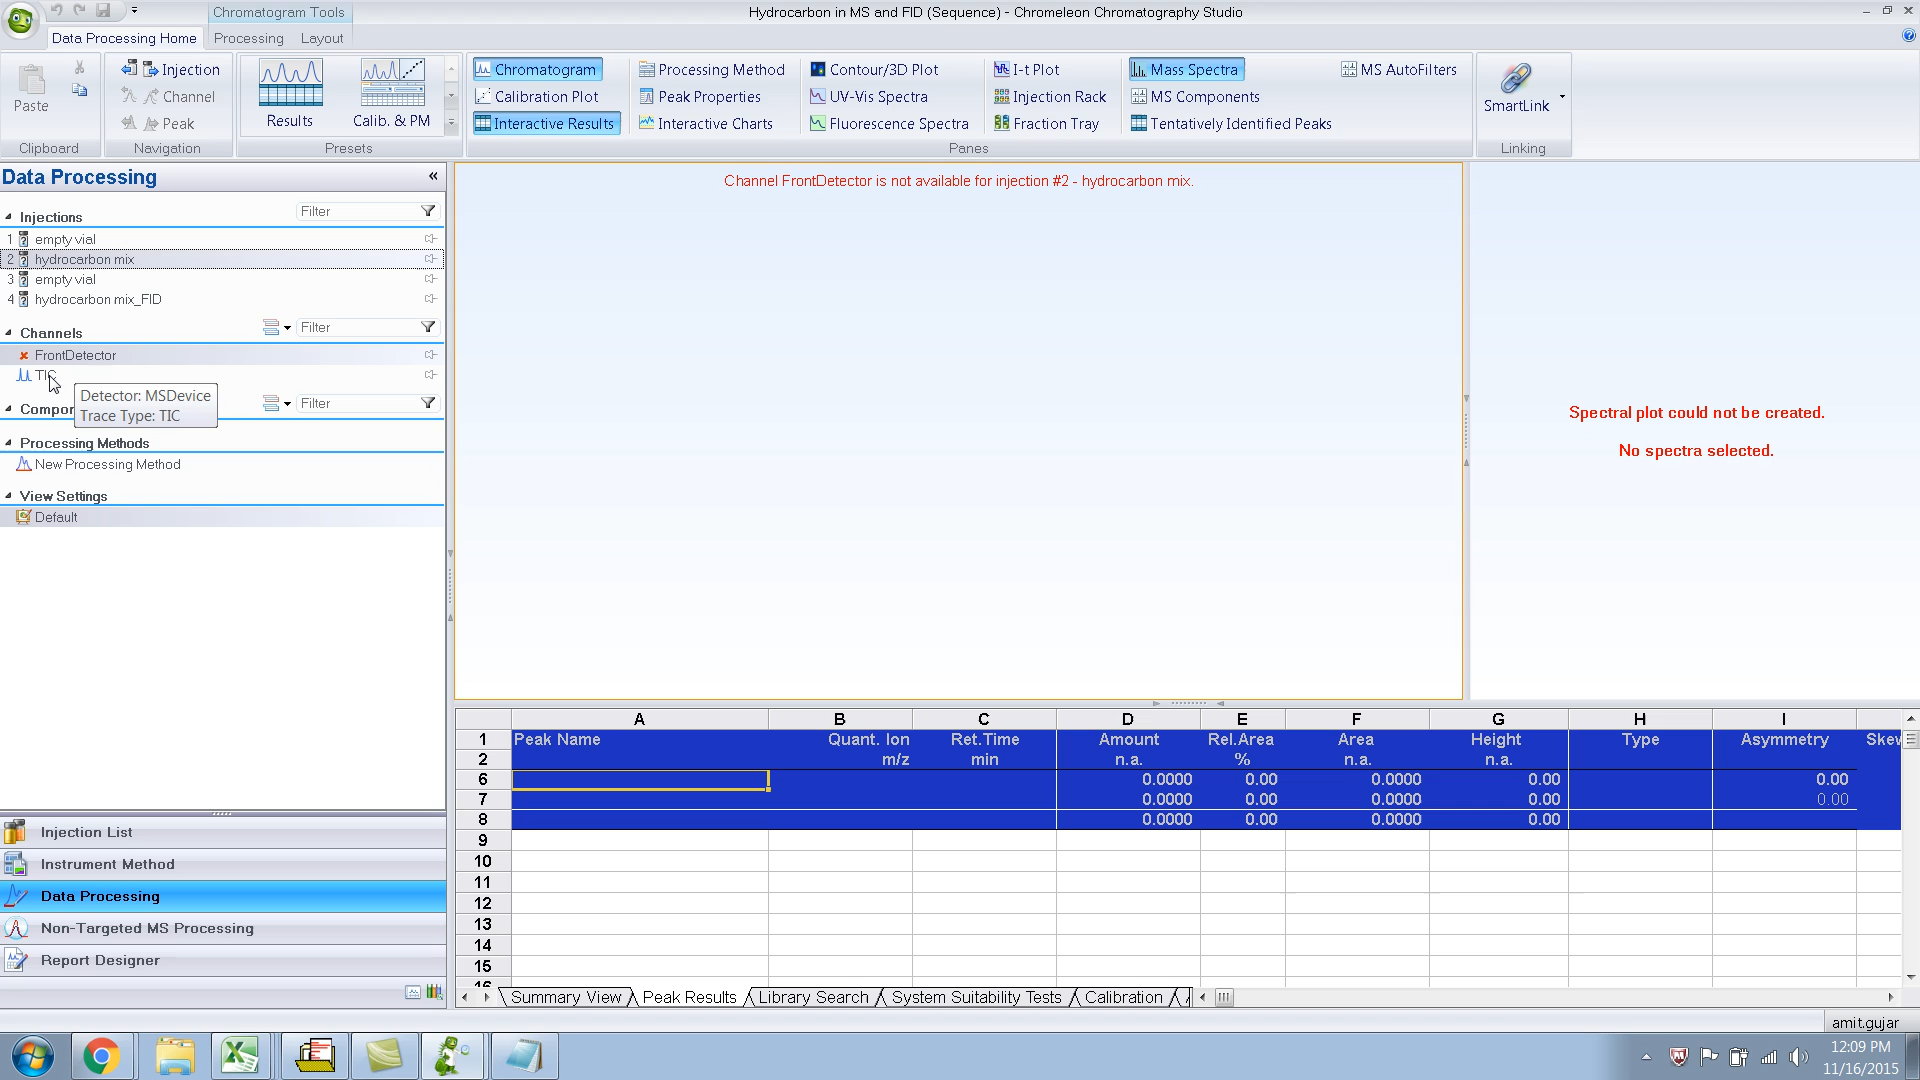 Chromatogram Tools
Hydrocarbon in MS and FID (Sequence) - Chromeleon Chromatography Studio
Data Processing Home Processing Layout
Paste
Clipboard
Injection
Channel
Peak
Navigation
Results
Calib. & PM
Presets
Chromatogram
Calibration Plot
Interactive Results
Processing Method
Peak Properties
Interactive Charts
Contour/3D Plot
UV-Vis Spectra
Fluorescence Spectra
I-t Plot
Injection Rack
Fraction Tray
Mass Spectra
MS Components
Tentatively Identified Peaks
MS AutoFilters
Panes
SmartLink
Linking
Data Processing
Injections Filter
1 empty vial
2 hydrocarbon mix
3 empty vial
4 hydrocarbon mix_FID
Channels Filter
FrontDetector
TIC
Detector: MSDevice
Trace Type: TIC
Filter
Processing Methods
New Processing Method
View Settings
Default
Injection List
Instrument Method
Data Processing
Non-Targeted MS Processing
Report Designer
Channel FrontDetector is not available for injection #2 - hydrocarbon mix.
Spectral plot could not be created.
No spectra selected.
A B C D E F G H I
1 Peak Name Quant. Ion Ret.Time Amount Rel.Area Area Height Type Asymmetry
2 m/z min n.a. % n.a. n.a.
6 0.0000 0.00 0.0000 0.00 0.00
7 0.0000 0.00 0.0000 0.00 0.00
8 0.0000 0.00 0.0000 0.00
9
10
11
12
13
14
15
16
Summary View Peak Results Library Search System Suitability Tests Calibration
amit.gujar
12:09 PM
11/16/2015